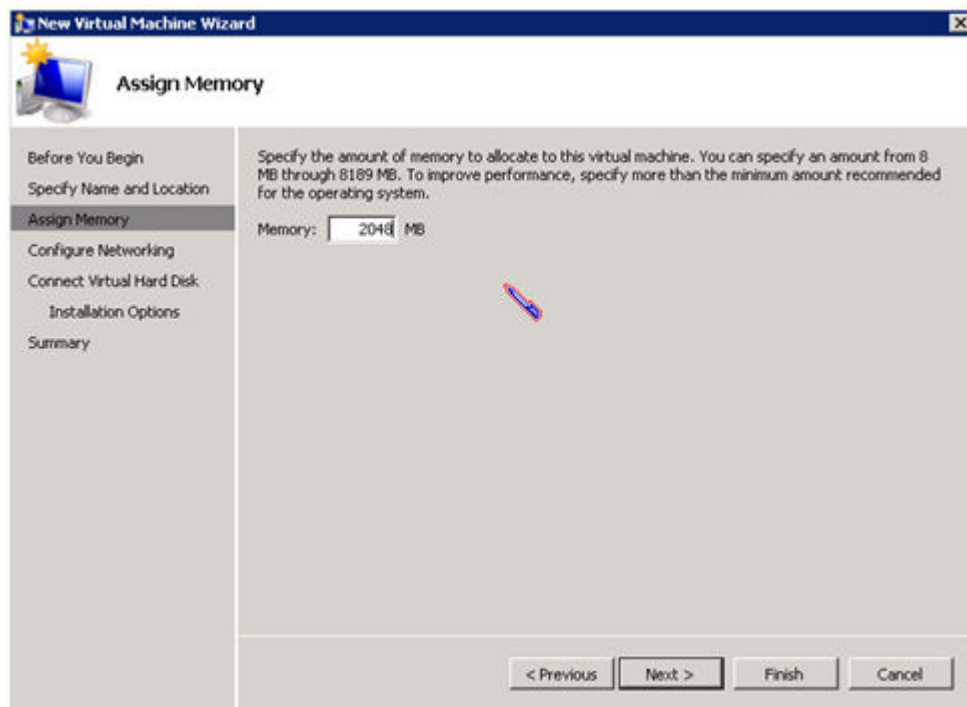 New Virtual Machine Wizard
Assign Memory
Before You Begin
Specify Name and Location
Assign Memory
Configure Networking
Connect Virtual Hard Disk
Installation Options
Summary
Specify the amount of memory to allocate to this virtual machine. You can specify an amount from 8
MB through 8189 MB. To improve performance, specify more than the minimum amount recommended
for the operating system.
Memory: 2048 MB
< Previous Next > Finish Cancel